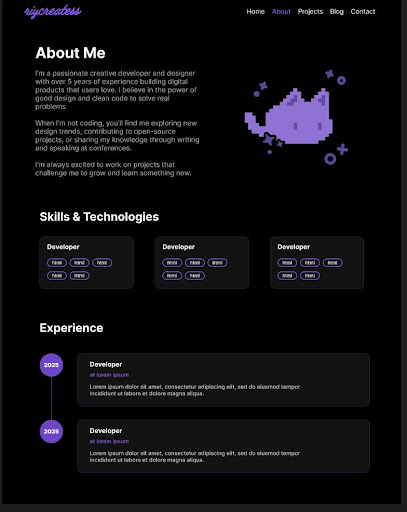 riycreatess
Home About Projects Blog Contact
About Me
I'm a passionate creative developer and designer
with over 5 years of experience building digital
products that users love. I believe in the power of
good design and clean code to solve real
problems
When I'm not coding, you'll find me exploring new
design trends, contributing to open-source
projects, or sharing my knowledge through writing
and speaking at conferences.
I'm always excited to work on projects that
challenge me to grow and learn something new.
Skills & Technologies
Developer
html html html
html html
Developer
html html html
html html
Developer
html html html
html html
Experience
2025
Developer
at lorem ipsum
Lorem ipsum dolor sit amet, consectetur adipiscing elit, sed do eiusmod tempor
incididunt ut labore et dolore magna aliqua.
2025
Developer
at lorem ipsum
Lorem ipsum dolor sit amet, consectetur adipiscing elit, sed do eiusmod tempor
incididunt ut labore et dolore magna aliqua.